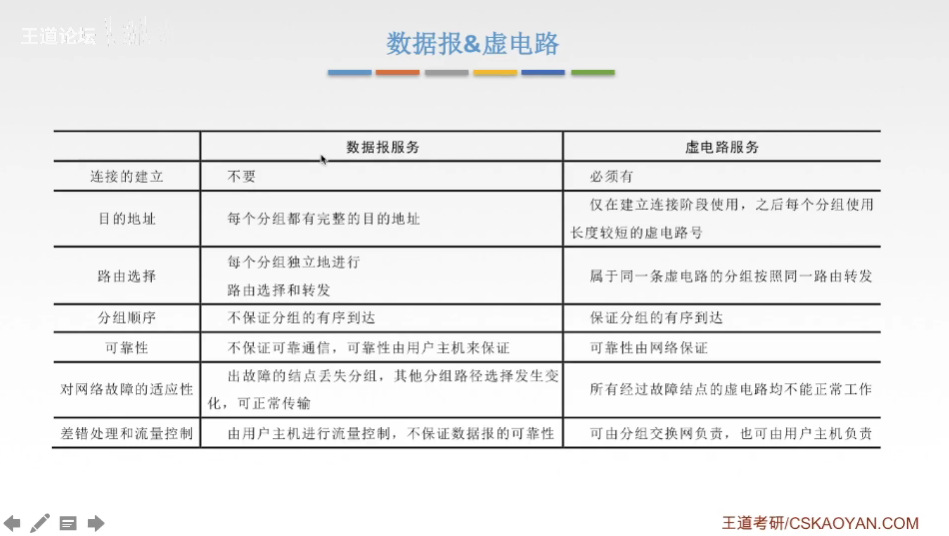 王道论坛
数据报&虚电路
数据报服务 虚电路服务
连接的建立 不要 必须有
目的地址 每个分组都有完整的目的地址 仅在建立连接阶段使用，之后每个分组使用
长度较短的虚电路号
路由选择 每个分组独立地进行
路由选择和转发 属于同一条虚电路的分组按照同一路由转发
分组顺序 不保证分组的有序到达 保证分组的有序到达
可靠性 不保证可靠通信，可靠性由用户主机来保证 可靠性由网络保证
对网络故障的适应性 出故障的结点丢失分组，其他分组路径选择发生变
化，可正常传输 所有经过故障结点的虚电路均不能正常工作
差错处理和流量控制 由用户主机进行流量控制，不保证数据报的可靠性 可由分组交换网负责，也可由用户主机负责
王道考研/CSKAOYAN.COM